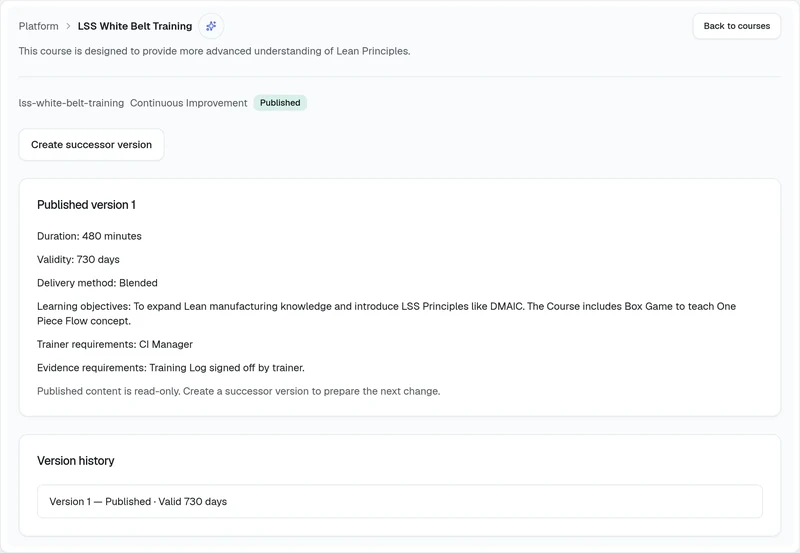 Platform > LSS White Belt Training
Back to courses
This course is designed to provide more advanced understanding of Lean Principles.
lss-white-belt-training Continuous Improvement Published
Create successor version
Published version 1
Duration: 480 minutes
Validity: 730 days
Delivery method: Blended
Learning objectives: To expand Lean manufacturing knowledge and introduce LSS Principles like DMAIC. The Course includes Box Game to teach One
Piece Flow concept.
Trainer requirements: CI Manager
Evidence requirements: Training Log signed off by trainer.
Published content is read-only. Create a successor version to prepare the next change.
Version history
Version 1 — Published · Valid 730 days